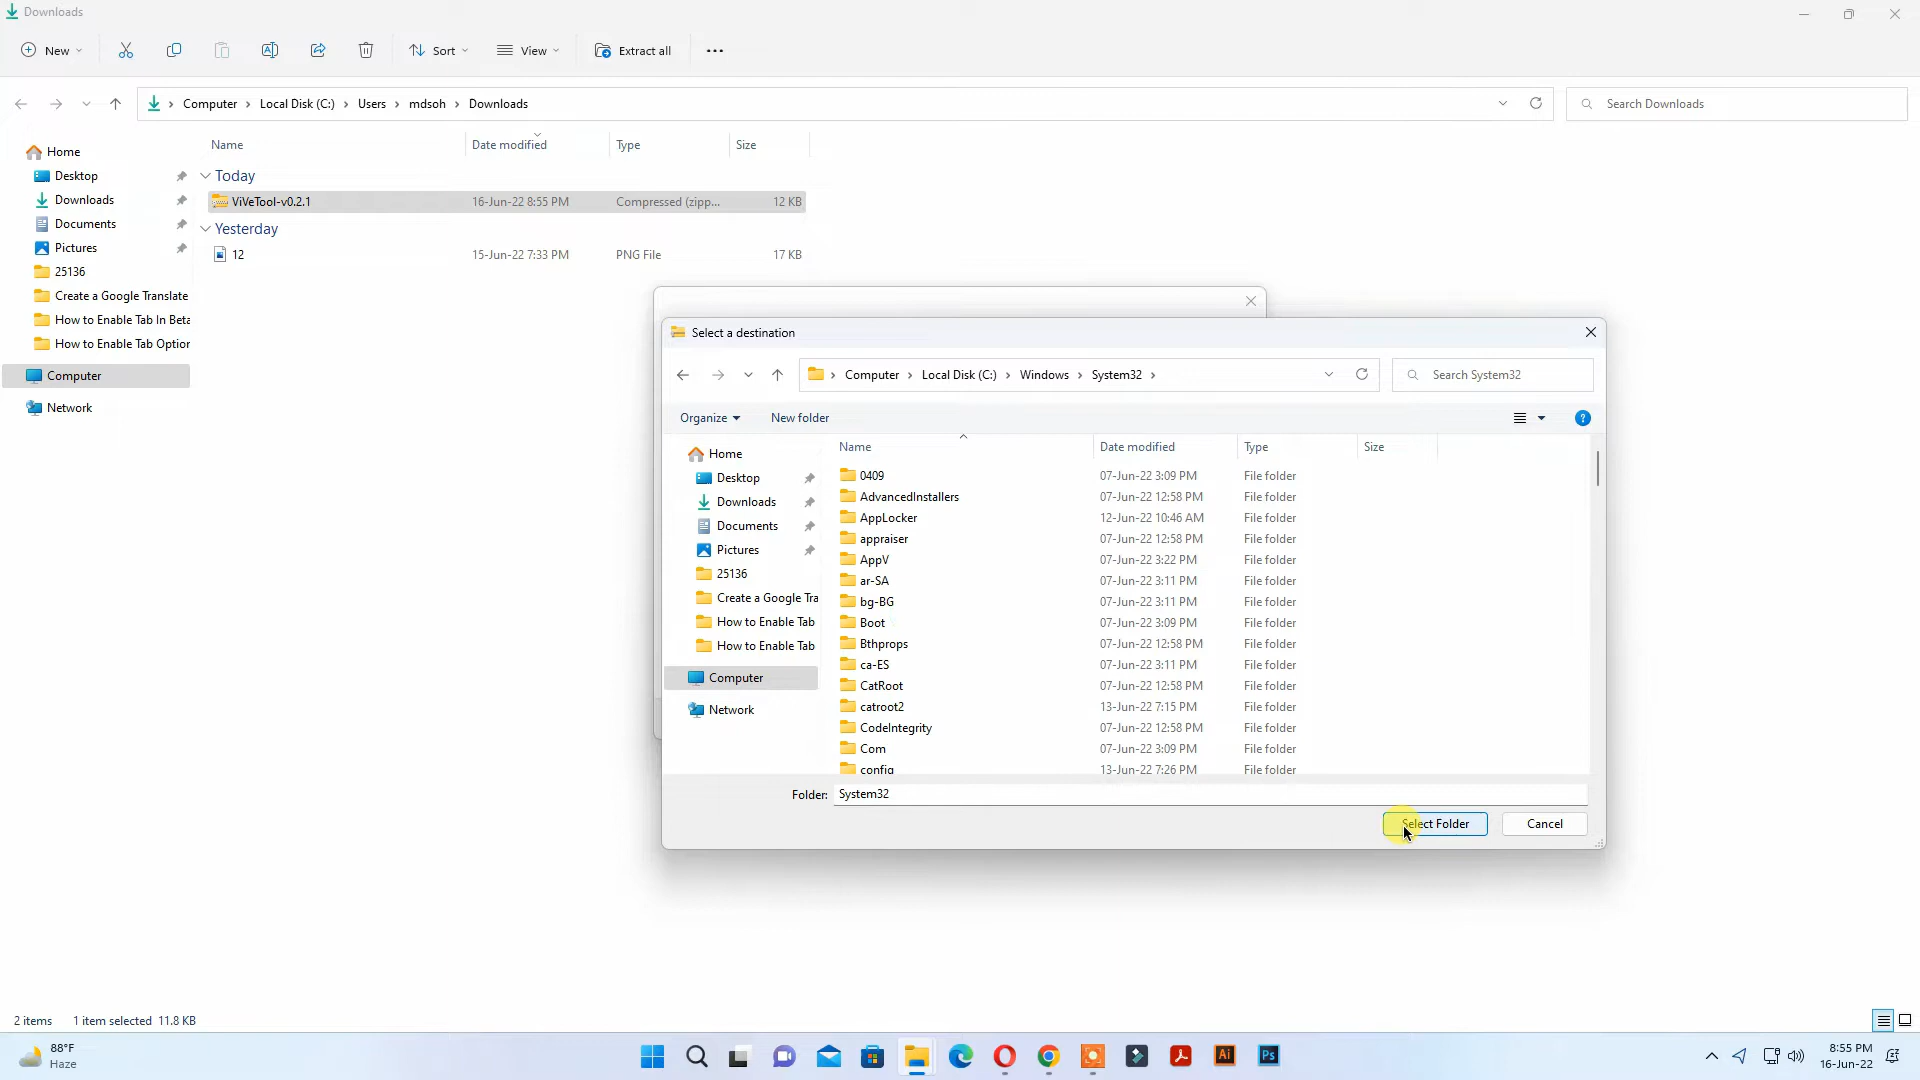 Downloads
New
Sort
View
Extract all
Computer > Local Disk (C:) > Users > mdsoh > Downloads
Search Downloads
Name Date modified Type Size
Home
Desktop
Downloads
Documents
Pictures
25136
Create a Google Translate
How to Enable Tab In Beta
How to Enable Tab Option
Computer
Network
Today
ViVeTool-v0.2.1 16-Jun-22 8:55 PM Compressed (zipp... 12 KB
Yesterday
12 15-Jun-22 7:33 PM PNG File 17 KB
Select a destination
Computer > Local Disk (C:) > Windows > System32 >
Search System32
Organize New folder
Home
Desktop
Downloads
Documents
Pictures
25136
Create a Google Tra
How to Enable Tab
How to Enable Tab
Computer
Network
Name Date modified Type Size
0409 07-Jun-22 3:09 PM File folder
AdvancedInstallers 07-Jun-22 12:58 PM File folder
AppLocker 12-Jun-22 10:46 AM File folder
appraiser 07-Jun-22 12:58 PM File folder
AppV 07-Jun-22 3:22 PM File folder
ar-SA 07-Jun-22 3:11 PM File folder
bg-BG 07-Jun-22 3:11 PM File folder
Boot 07-Jun-22 3:09 PM File folder
Bthprops 07-Jun-22 12:58 PM File folder
ca-ES 07-Jun-22 3:11 PM File folder
CatRoot 07-Jun-22 12:58 PM File folder
catroot2 13-Jun-22 7:15 PM File folder
CodeIntegrity 07-Jun-22 12:58 PM File folder
Com 07-Jun-22 3:09 PM File folder
config 13-Jun-22 7:26 PM File folder
Folder: System32
Select Folder Cancel
2 items 1 item selected 11.8 KB
88°F
Haze
Ai
Ps
8:55 PM
16-Jun-22